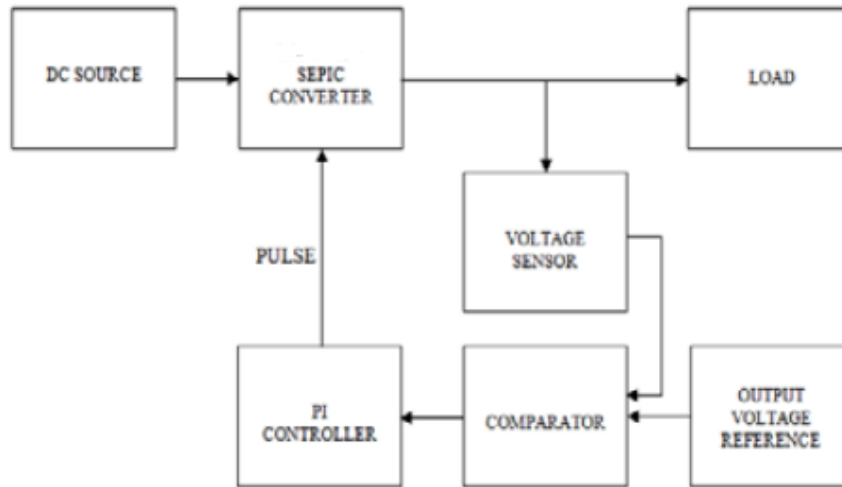 DC SOURCE
SEPIC
CONVERTER
LOAD
VOLTAGE
SENSOR
PULSE
PI
CONTROLLER
COMPARATOR
OUTPUT
VOLTAGE
REFERENCE